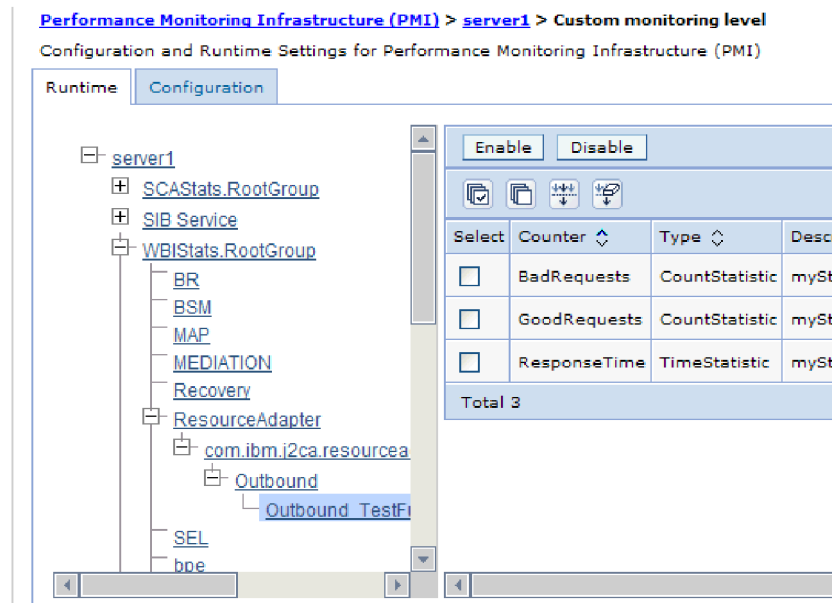 Performance Monitoring Infrastructure (PMI) > server1 > Custom monitoring level
Configuration and Runtime Settings for Performance Monitoring Infrastructure (PMI)
Runtime Configuration
server1
SCAStats.RootGroup
SIB Service
WBIStats.RootGroup
BR
BSM
MAP
MEDIATION
Recovery
ResourceAdapter
com.ibm.j2ca.resourcea
Outbound
Outbound_TestFu
SEL
bpe
Enable Disable
Select Counter Type Desc
BadRequests CountStatistic mySt
GoodRequests CountStatistic mySt
ResponseTime TimeStatistic mySt
Total 3